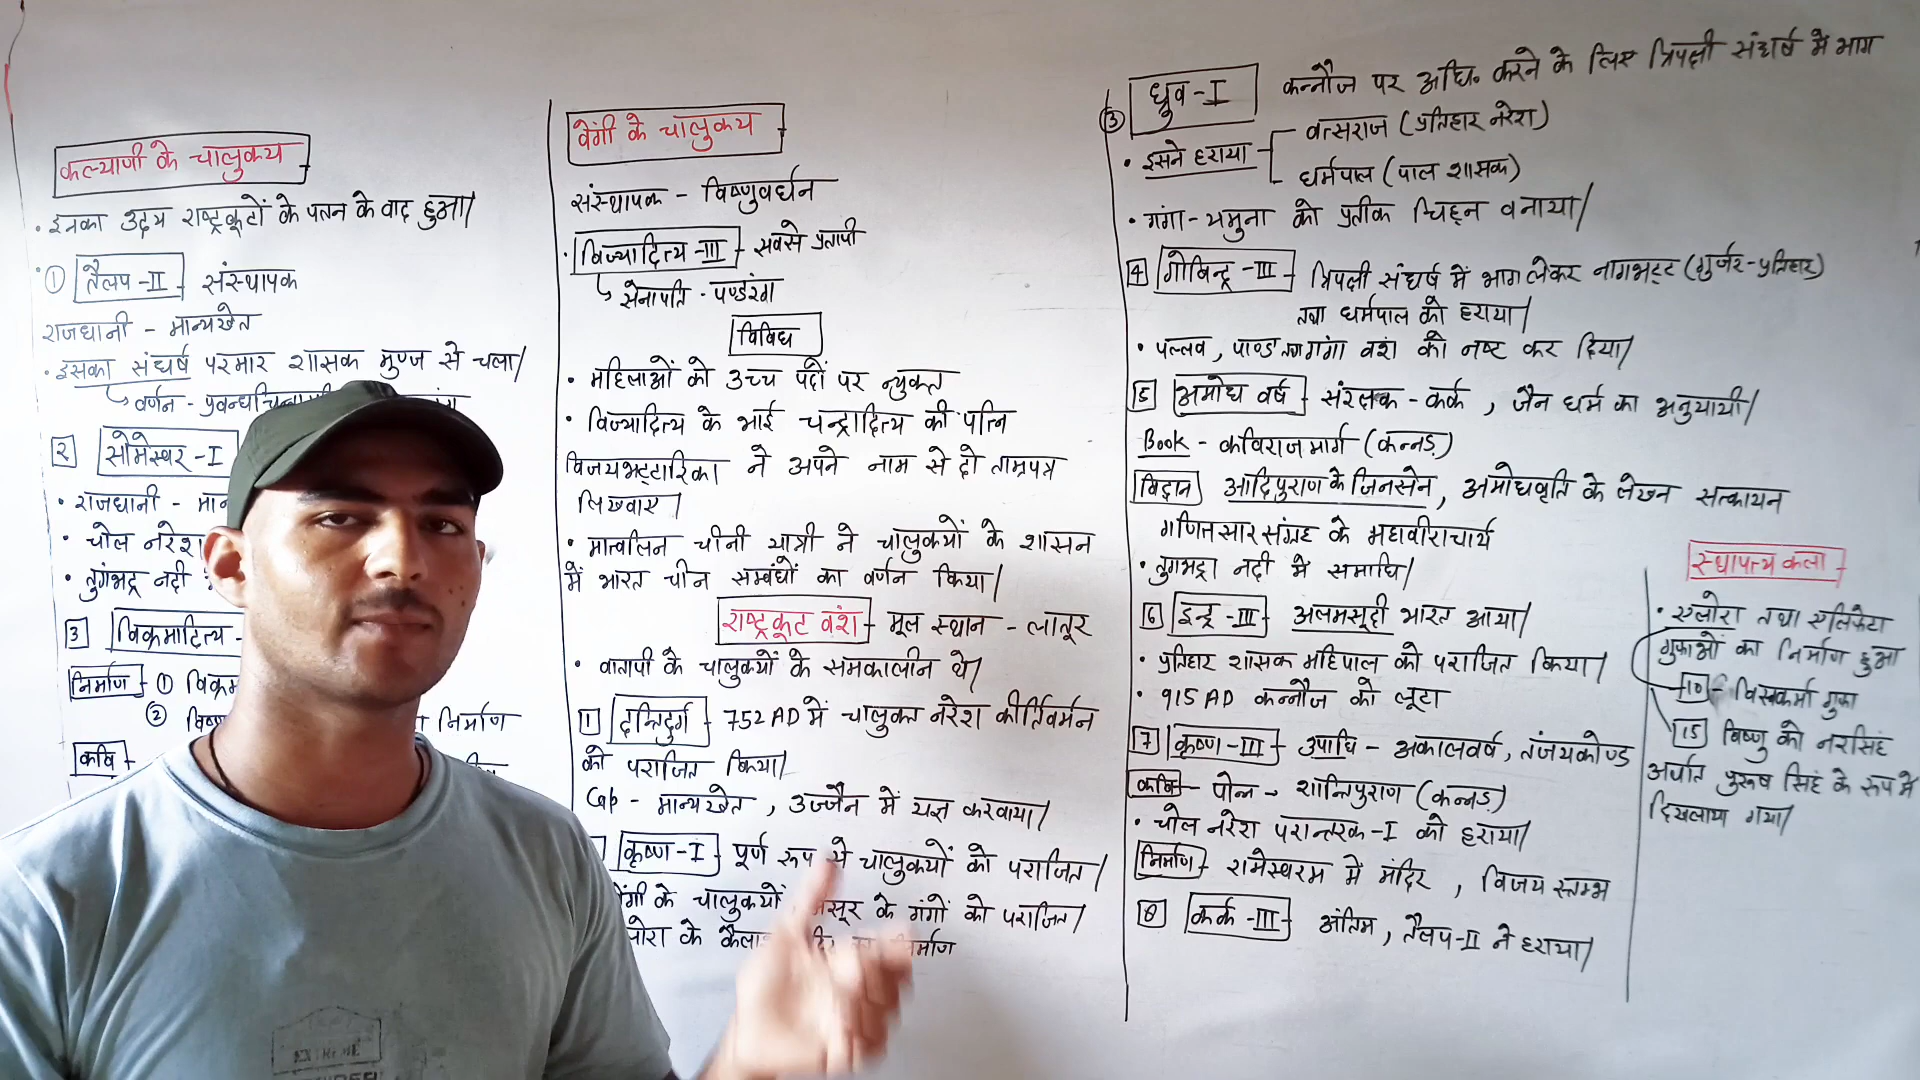 कल्याणी के चालुक्य
· इनका उदय राष्ट्रकूटों के पतन के बाद हुआ।
① तैलप-II संस्थापक
राजधानी - मान्यखेत
· इसका संघर्ष परमार शासक मुण्ज से चला।
वर्णन - प्रवन्धचिन्ता
2 सोमेस्वर-I
· राजधानी - मान
· चोल नरेश
· तुगंभद्र नदी
3 विक्रमादित्य -
निर्माण ① विक्रम
② विष्ण निर्माण
कवि
वेंगी के चालुक्य
संस्थापक - विष्णुवर्धन
· विज्यादित्य-III सबसे प्रतापी
सेनापति - पण्डंरग
विविध
· महिलाओं को उच्च पदों पर न्युक्त
· विज्यादित्य के भाई चन्द्रादित्य की पत्नि
विजयभट्टारिका ने अपने नाम से दो ताम्रपत्र
लिखवाए।
· मात्वालिन चीनी यात्री ने चालुक्यों के शासन
में भारत चीन सम्बंधों का वर्णन किया।
राष्ट्रकूट वंश मूल स्थान - लातूर
· वातापी के चालुक्यों के समकालीन थे।
1 दन्तिदुर्ग 752 AD में चालुक्त नरेश कीर्तिवर्मन
को पराजित किया।
Cap - मान्यखेत, उज्जैन में यज्ञ करवाया।
कृष्ण-I पूर्ण रूप से चालुक्यों को पराजित।
वेंगी के चालुक्यों मसूर के गंगों को पराजित।
लोरा के कैलाश निर्माण
③ ध्रुव-I कन्नौज पर अधि॰ करने के लिए त्रिपक्षी संघर्ष में भाग
· इसने हराया वत्सराज (प्रतिहार नरेश)
धर्मपाल (पाल शासक)
· गंगा-यमुना को प्रतीक चिह्न बनाया।
4 गोविन्द्र-III त्रिपक्षी संघर्ष में भाग लेकर नागभट्ट (गुर्जर-प्रतिहार)
तथा धर्मपाल को हराया।
· पल्लव, पाण्ड तथा गंगा वंश को नष्ट कर दिया।
5 अमोघ वर्ष संरक्षक - कर्क, जैन धर्म का अनुयायी।
Book - कविराजमार्ग (कन्नड़)
विद्वान आदिपुराण के जिनसेन, अमोघवृति के लेखन सत्कायन
गणितसार संग्रह के महावीराचार्य
· तुगभद्रा नदी में समाधि।
6 इन्द्र-III अलमसूदी भारत आया।
· प्रतिहार शासक महिपाल को पराजित किया।
· 915 AD कन्नौज को लूटा
7 कृष्ण-III उपाधि - अकालवर्ष, तंजयकोण्ड
कवि - पोन्न → शान्तिपुराण (कन्नड़)
· चोल नरेश परान्तक-I को हराया।
निर्माण रामेस्वरम में मंदिर, विजय स्तम्भ
8 कर्क-III अंतिम, तैलप-II ने हराया।
स्थापत्य कला
· एलोरा तथा एलिफेंटा
गुफाओं का निर्माण हुआ
10 - विस्वकर्मा गुफा
15 विष्णु को नरसिंह
अर्थात पुरुष सिंह के रूप में
दिखलाया गया।
EXTREME